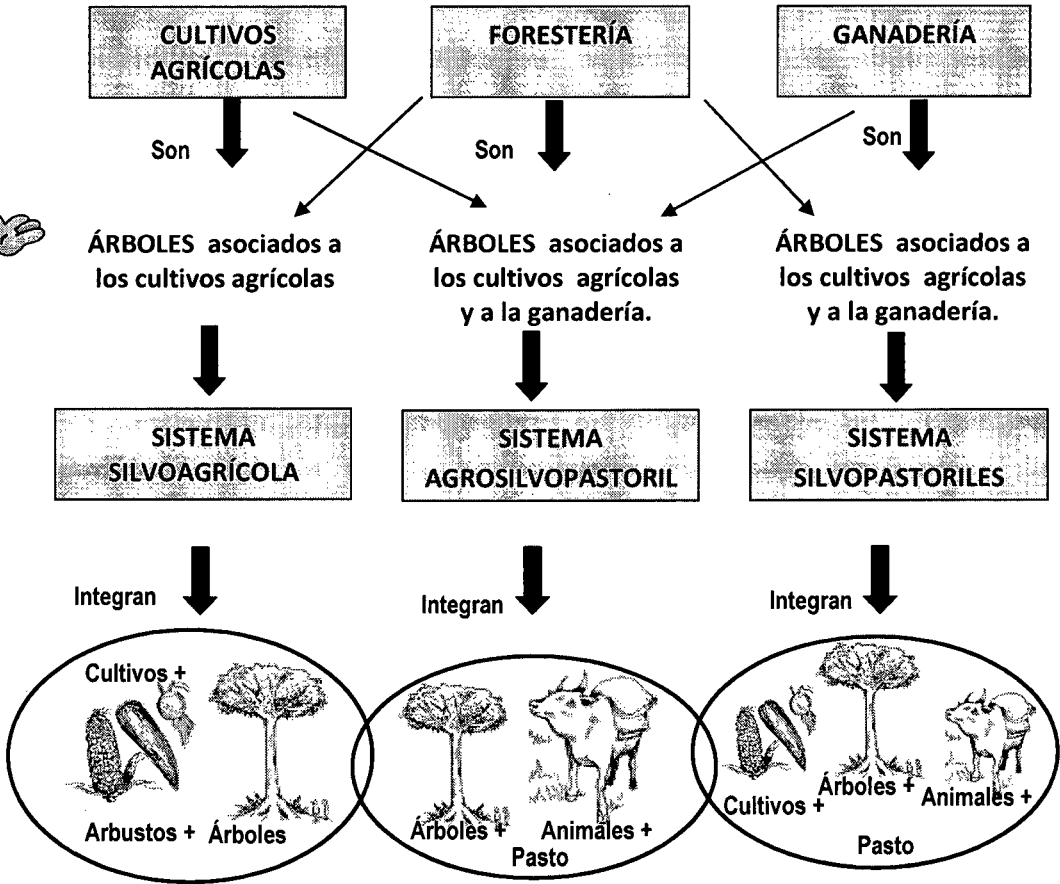 CULTIVOS
AGRÍCOLAS
FORESTERÍA
GANADERÍA
Son
Son
Son
ÁRBOLES asociados a
los cultivos agrícolas
ÁRBOLES asociados a
los cultivos agrícolas
y a la ganadería.
ÁRBOLES asociados a
los cultivos agrícolas
y a la ganadería.
SISTEMA
SILVOAGRÍCOLA
SISTEMA
AGROSILVOPASTORIL
SISTEMA
SILVOPASTORILES
Integran
Integran
Integran
Cultivos +
Arbustos + Árboles
Árboles + Animales +
Pasto
Cultivos + Árboles + Animales +
Pasto